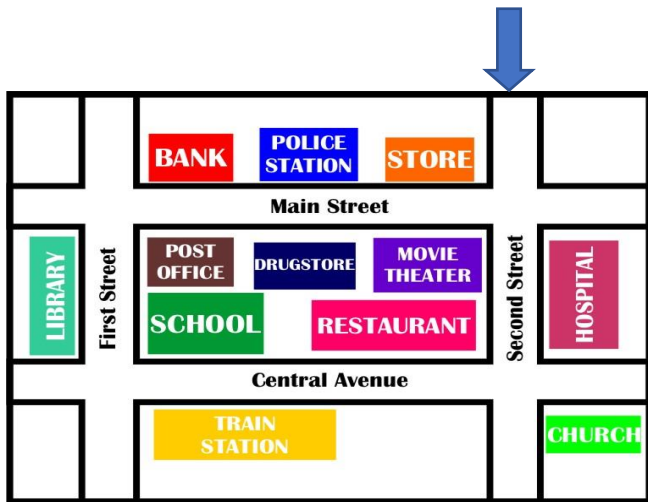 BANK
POLICE
STATION
STORE
Main Street
LIBRARY
First Street
POST
OFFICE
DRUGSTORE
MOVIE
THEATER
Second Street
HOSPITAL
SCHOOL
RESTAURANT
Central Avenue
TRAIN
STATION
CHURCH